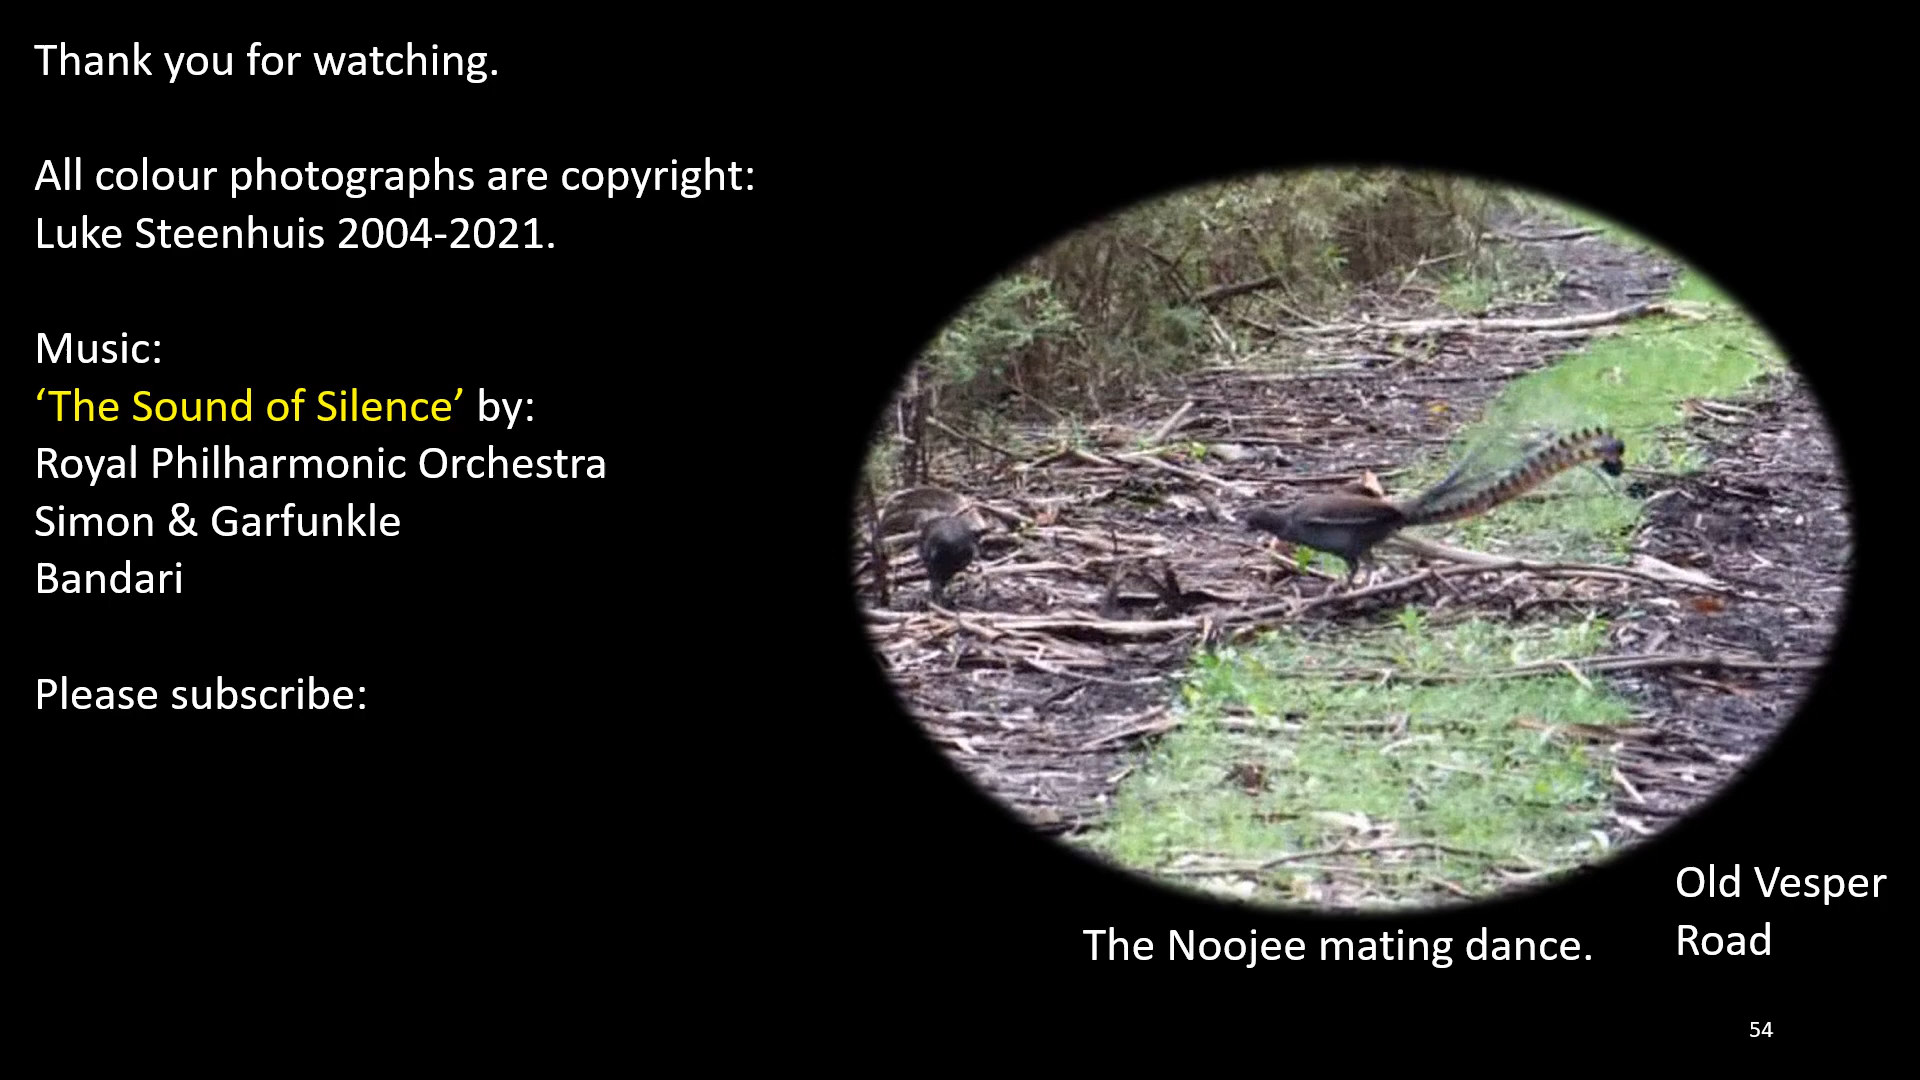 Thank you for watching.
All colour photographs are copyright:
Luke Steenhuis 2004-2021.
Music:
‘The Sound of Silence’ by:
Royal Philharmonic Orchestra
Simon & Garfunkle
Bandari
Please subscribe:
The Noojee mating dance.
Old Vesper
Road
54